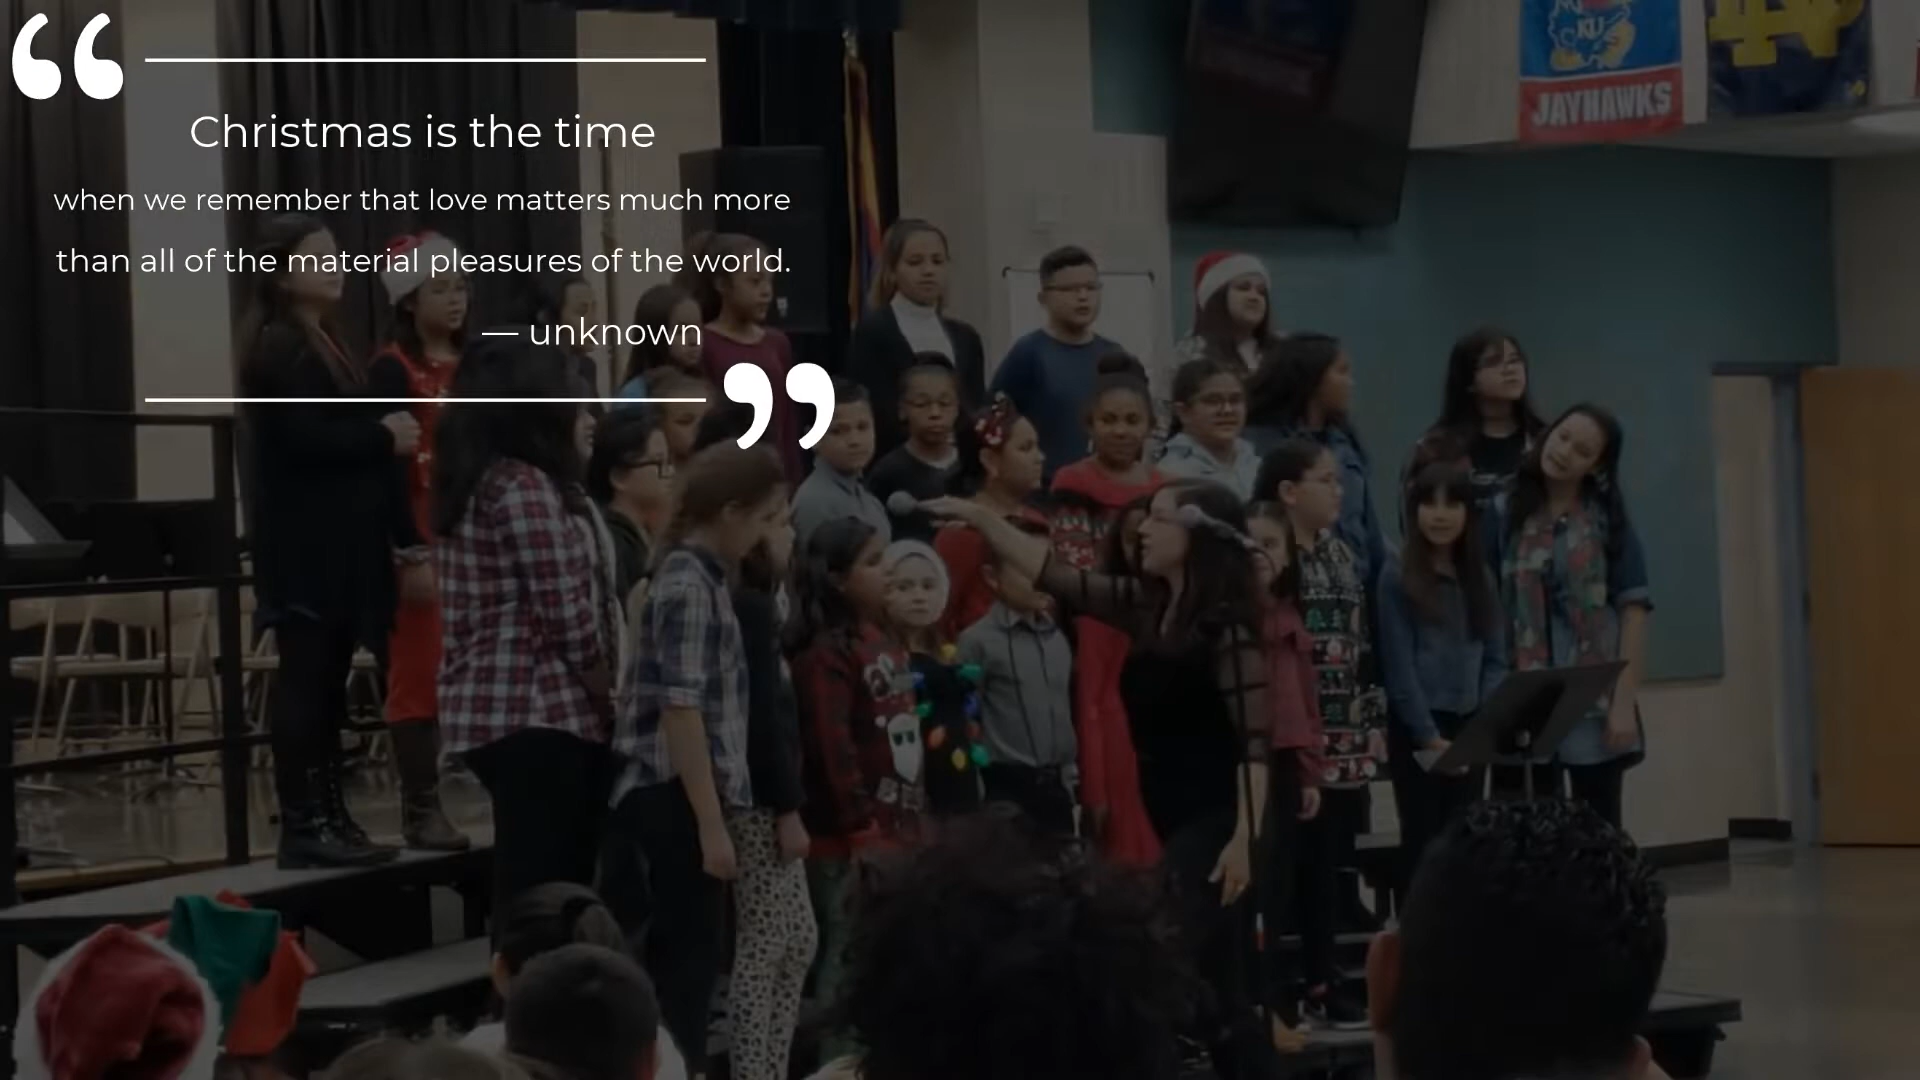 “
Christmas is the time
when we remember that love matters much more
than all of the material pleasures of the world.
— unknown
”
KU
JAYHAWKS
ND